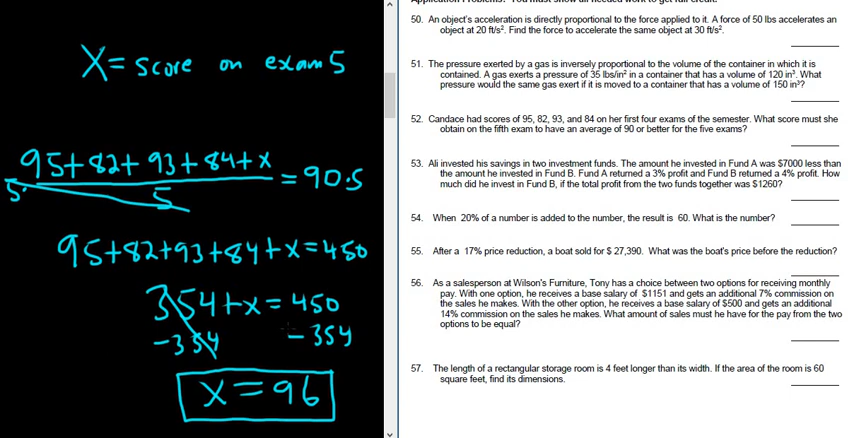 X = score on exam 5
95+82+93+84+x
5· ――― = 90·5
5
95+82+93+84+x=450
354+x=450
-354 -354
x=96
Application Problems: You must show all needed work to get full credit.
50. An object's acceleration is directly proportional to the force applied to it. A force of 50 lbs accelerates an
object at 20 ft/s². Find the force to accelerate the same object at 30 ft/s².
51. The pressure exerted by a gas is inversely proportional to the volume of the container in which it is
contained. A gas exerts a pressure of 35 lbs/in² in a container that has a volume of 120 in³. What
pressure would the same gas exert if it is moved to a container that has a volume of 150 in³?
52. Candace had scores of 95, 82, 93, and 84 on her first four exams of the semester. What score must she
obtain on the fifth exam to have an average of 90 or better for the five exams?
53. Ali invested his savings in two investment funds. The amount he invested in Fund A was $7000 less than
the amount he invested in Fund B. Fund A returned a 3% profit and Fund B returned a 4% profit. How
much did he invest in Fund B, if the total profit from the two funds together was $1260?
54. When 20% of a number is added to the number, the result is 60. What is the number?
55. After a 17% price reduction, a boat sold for $ 27,390. What was the boat's price before the reduction?
56. As a salesperson at Wilson's Furniture, Tony has a choice between two options for receiving monthly
pay. With one option, he receives a base salary of $1151 and gets an additional 7% commission on
the sales he makes. With the other option, he receives a base salary of $500 and gets an additional
14% commission on the sales he makes. What amount of sales must he have for the pay from the two
options to be equal?
57. The length of a rectangular storage room is 4 feet longer than its width. If the area of the room is 60
square feet, find its dimensions.